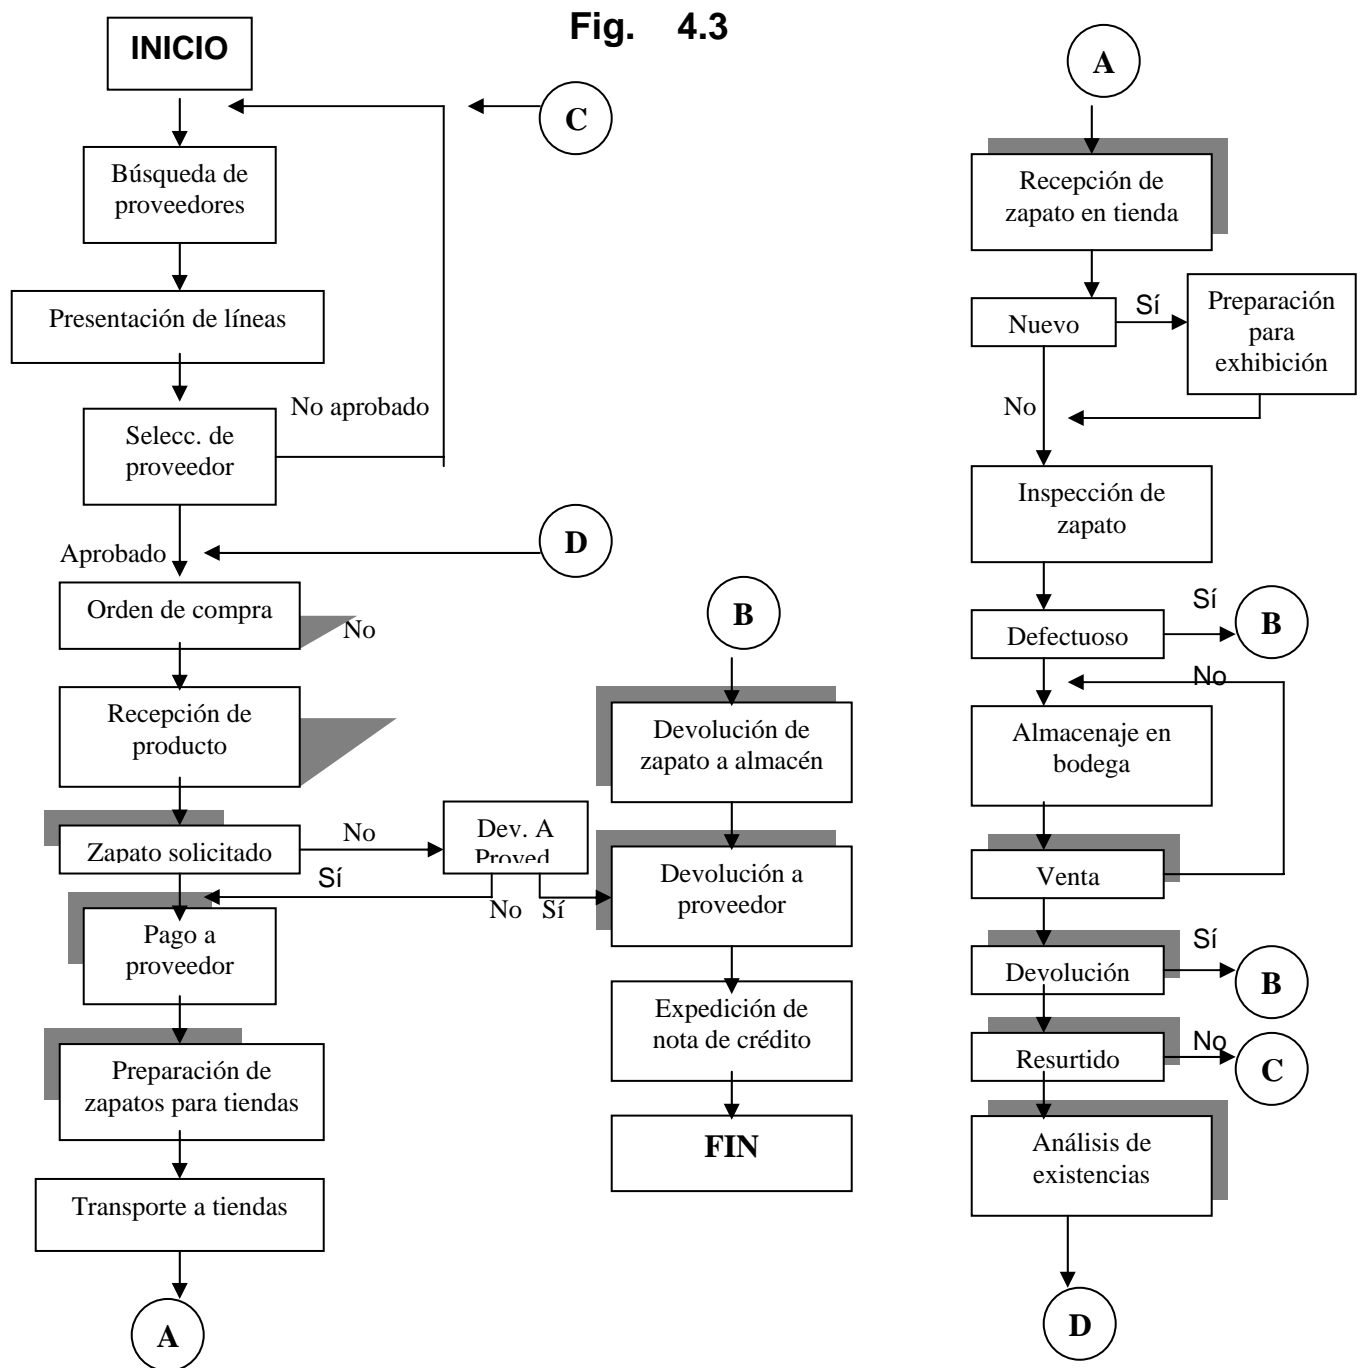 Fig. 4.3
INICIO
C
Búsqueda de
proveedores
Presentación de líneas
No aprobado
Selecc. de
proveedor
D
Aprobado
Orden de compra
No
Recepción de
producto
Zapato solicitado
No
Dev. A
Proved.
Sí
No Sí
Pago a
proveedor
Preparación de
zapatos para tiendas
Transporte a tiendas
A
B
Devolución de
zapato a almacén
Devolución a
proveedor
Expedición de
nota de crédito
FIN
A
Recepción de
zapato en tienda
Nuevo
Sí
Preparación
para
exhibición
No
Inspección de
zapato
Defectuoso
Sí
B
No
Almacenaje en
bodega
Venta
Devolución
Sí
B
Resurtido
No
C
Análisis de
existencias
D